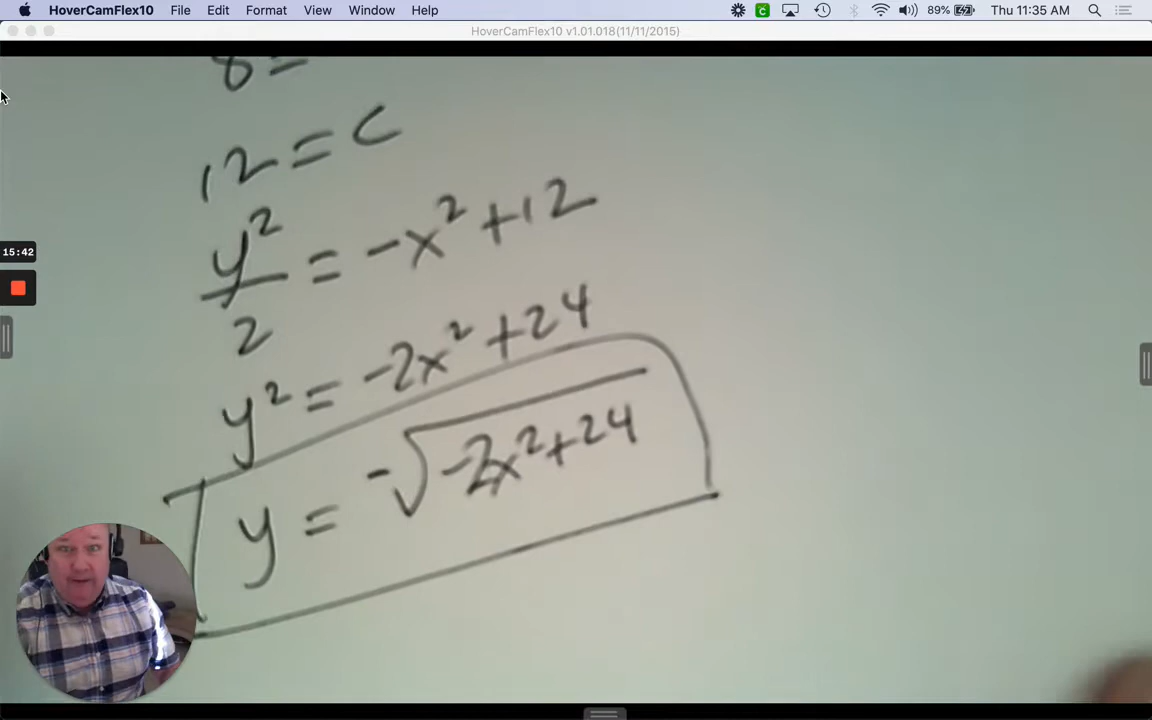 HoverCamFlex10 File Edit Format View Window Help 89% Thu 11:35 AM
HoverCamFlex10 v1.01.018(11/11/2015)
8 =
12 = C
15:42
y²/2 = -x² + 12
y² = -2x² + 24
y = -√(-2x² + 24)